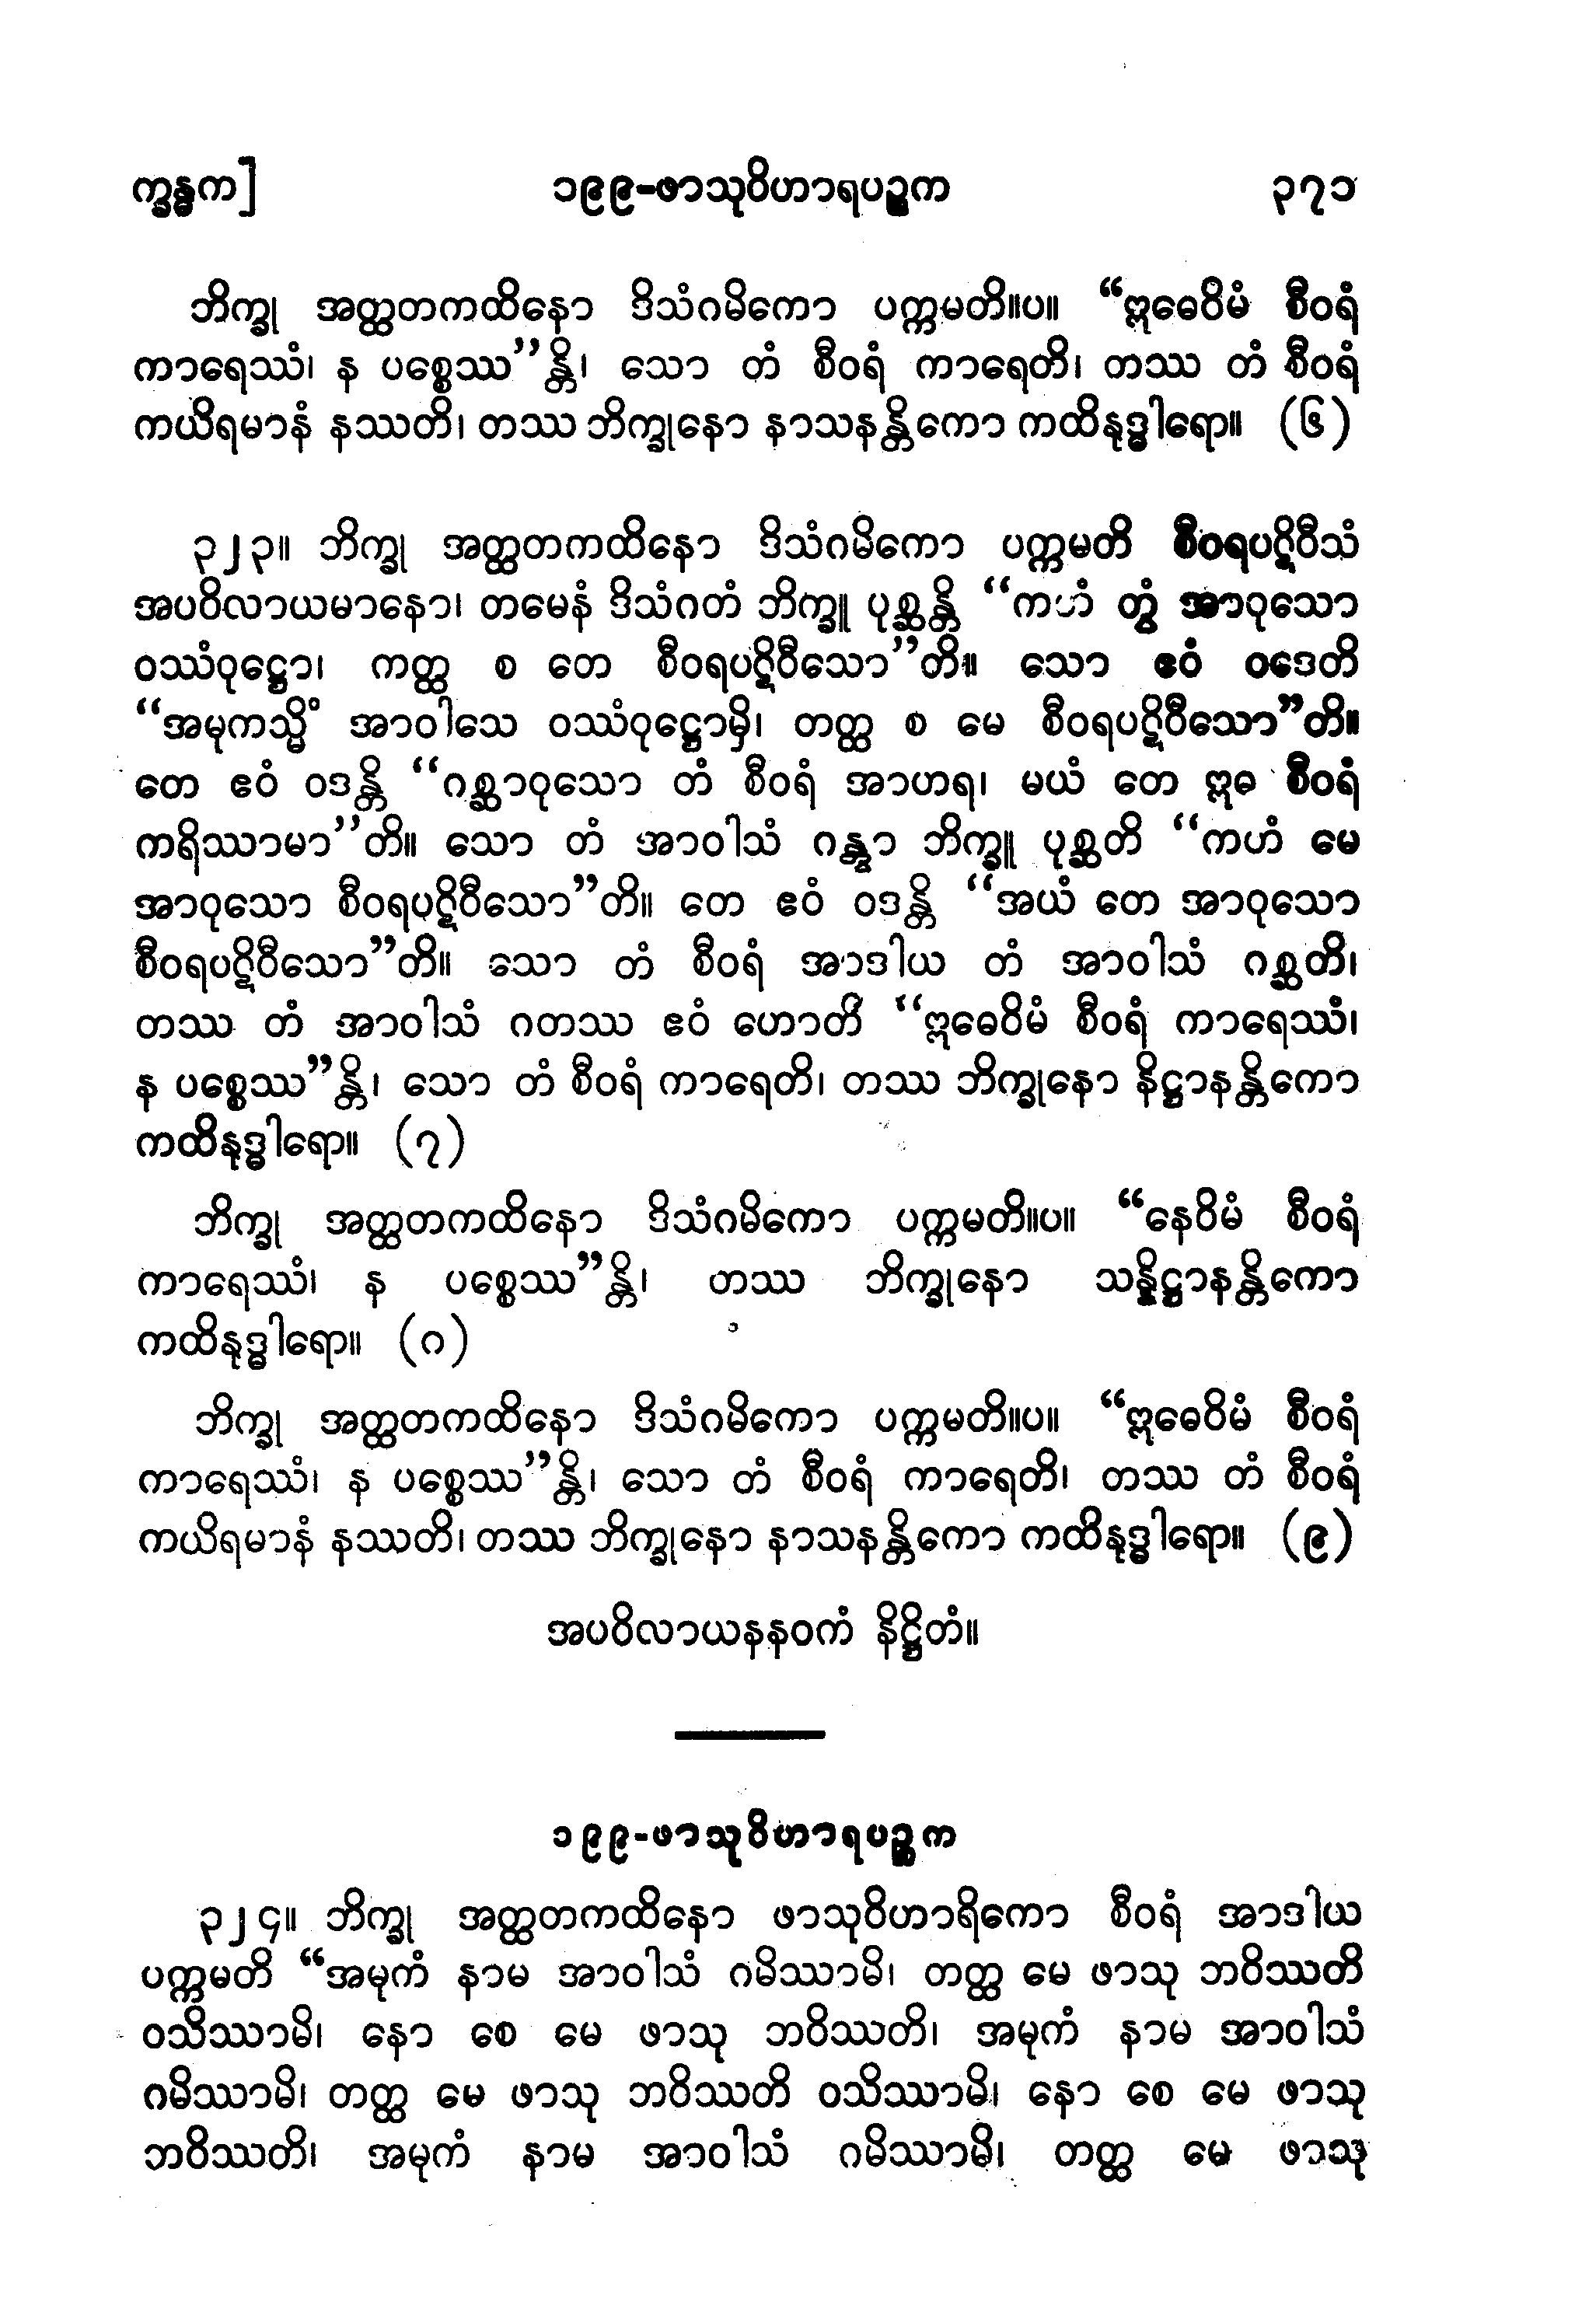 က္ခန္ဓက]
၁၉၉-ဖာသုဝိဟာရပဉ္စက
၃၇၁
ဘိက္ခု အတ္ထတကထိနော ဒိသံဂမိကော ပက္ကမတိ။ပ။ “ဣဓေဝိမံ စီဝရံ
ကာရေဿံ၊ န ပစ္စေဿ”န္တိ၊ သော တံ စီဝရံ ကာရေတိ၊ တဿ တံ စီဝရံ
ကယိရမာနံ နဿတိ၊ တဿ ဘိက္ခုနော နာသနန္တိကော ကထိနုဒ္ဓါရော။ (၆)
၃၂၃။ ဘိက္ခု အတ္ထတကထိနော ဒိသံဂမိကော ပက္ကမတိ စီဝရပဋိဝီသံ
အပဝိလာယမာနော၊ တမေနံ ဒိသံဂတံ ဘိက္ခူ ပုစ္ဆန္တိ “ကဟံ တွံ အာဝုသော
ဝဿံဝုဋ္ဌော၊ ကတ္ထ စ တေ စီဝရပဋိဝီသော”တိ။ သော ဧဝံ ဝဒေတိ
“အမုကသ္မိံ အာဝါသေ ဝဿံဝုဋ္ဌောမှိ၊ တတ္ထ စ မေ စီဝရပဋိဝီသော”တိ။
တေ ဧဝံ ဝဒန္တိ “ဂစ္ဆာဝုသော တံ စီဝရံ အာဟရ၊ မယံ တေ ဣဓ စီဝရံ
ကရိဿာမာ”တိ။ သော တံ အာဝါသံ ဂန္တွာ ဘိက္ခူ ပုစ္ဆတိ “ကဟံ မေ
အာဝုသော စီဝရပဋိဝီသော”တိ။ တေ ဧဝံ ဝဒန္တိ “အယံ တေ အာဝုသော
စီဝရပဋိဝီသော”တိ။ သော တံ စီဝရံ အာဒါယ တံ အာဝါသံ ဂစ္ဆတိ၊
တဿ တံ အာဝါသံ ဂတဿ ဧဝံ ဟောတိ “ဣဓေဝိမံ စီဝရံ ကာရေဿံ၊
န ပစ္စေဿ”န္တိ၊ သော တံ စီဝရံ ကာရေတိ၊ တဿ ဘိက္ခုနော နိဋ္ဌာနန္တိကော
ကထိနုဒ္ဓါရော။ (၇)
ဘိက္ခု အတ္ထတကထိနော ဒိသံဂမိကော ပက္ကမတိ။ပ။ “နေဝိမံ စီဝရံ
ကာရေဿံ၊ န ပစ္စေဿ”န္တိ၊ တဿ ဘိက္ခုနော သန္နိဋ္ဌာနန္တိကော
ကထိနုဒ္ဓါရော။ (၈)
ဘိက္ခု အတ္ထတကထိနော ဒိသံဂမိကော ပက္ကမတိ။ပ။ “ဣဓေဝိမံ စီဝရံ
ကာရေဿံ၊ န ပစ္စေဿ”န္တိ၊ သော တံ စီဝရံ ကာရေတိ၊ တဿ တံ စီဝရံ
ကယိရမာနံ နဿတိ၊ တဿ ဘိက္ခုနော နာသနန္တိကော ကထိနုဒ္ဓါရော။ (၉)
အပဝိလာယနနဝကံ နိဋ္ဌိတံ။
၁၉၉-ဖာသုဝိဟာရပဉ္စက
၃၂၄။ ဘိက္ခု အတ္ထတကထိနော ဖာသုဝိဟာရိကော စီဝရံ အာဒါယ
ပက္ကမတိ “အမုကံ နာမ အာဝါသံ ဂမိဿာမိ၊ တတ္ထ မေ ဖာသု ဘဝိဿတိ
ဝသိဿာမိ၊ နော စေ မေ ဖာသု ဘဝိဿတိ၊ အမုကံ နာမ အာဝါသံ
ဂမိဿာမိ၊ တတ္ထ မေ ဖာသု ဘဝိဿတိ ဝသိဿာမိ၊ နော စေ မေ ဖာသု
ဘဝိဿတိ၊ အမုကံ နာမ အာဝါသံ ဂမိဿာမိ၊ တတ္ထ မေ ဖာသု